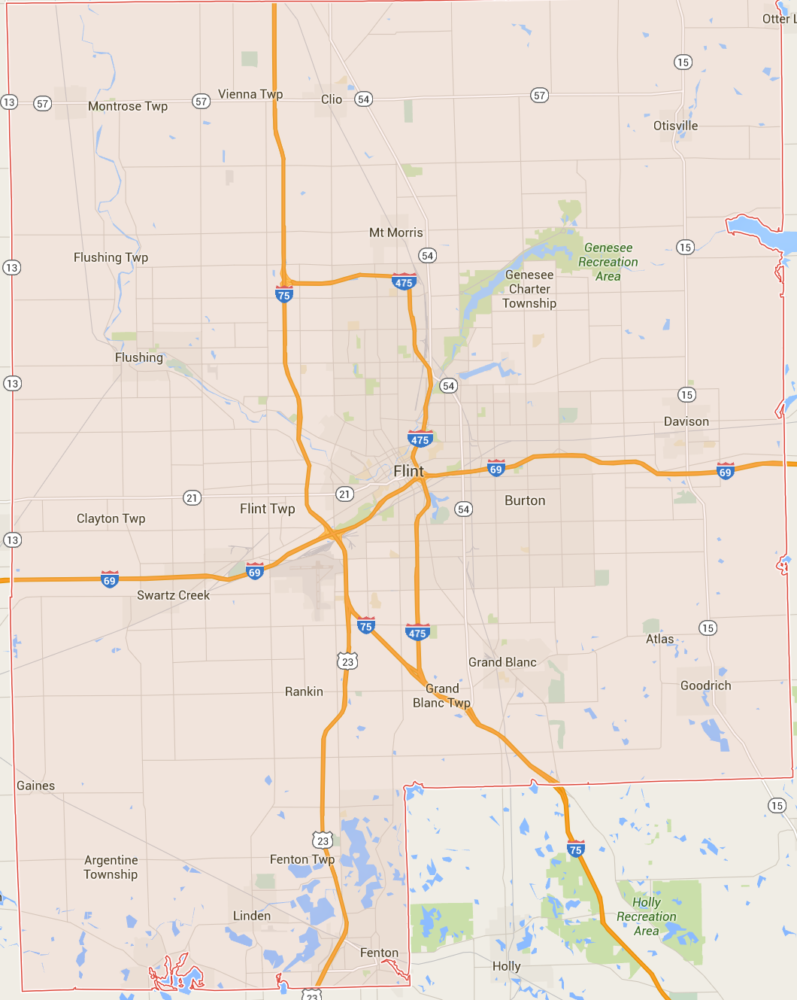 Otter L
15
13
57
Montrose Twp
57
Vienna Twp
Clio
54
57
Otisville
Mt Morris
54
15
Genesee
Recreation
Area
Flushing Twp
13
75
475
Genesee
Charter
Township
Flushing
13
54
15
Davison
475
Flint
69
69
21
21
Flint Twp
54
Burton
Clayton Twp
13
69
69
Swartz Creek
75
475
15
Atlas
23
Grand Blanc
Rankin
Grand
Blanc Twp
Goodrich
Gaines
15
23
75
Argentine
Township
Fenton Twp
Holly
Recreation
Area
Linden
Fenton
Holly
23